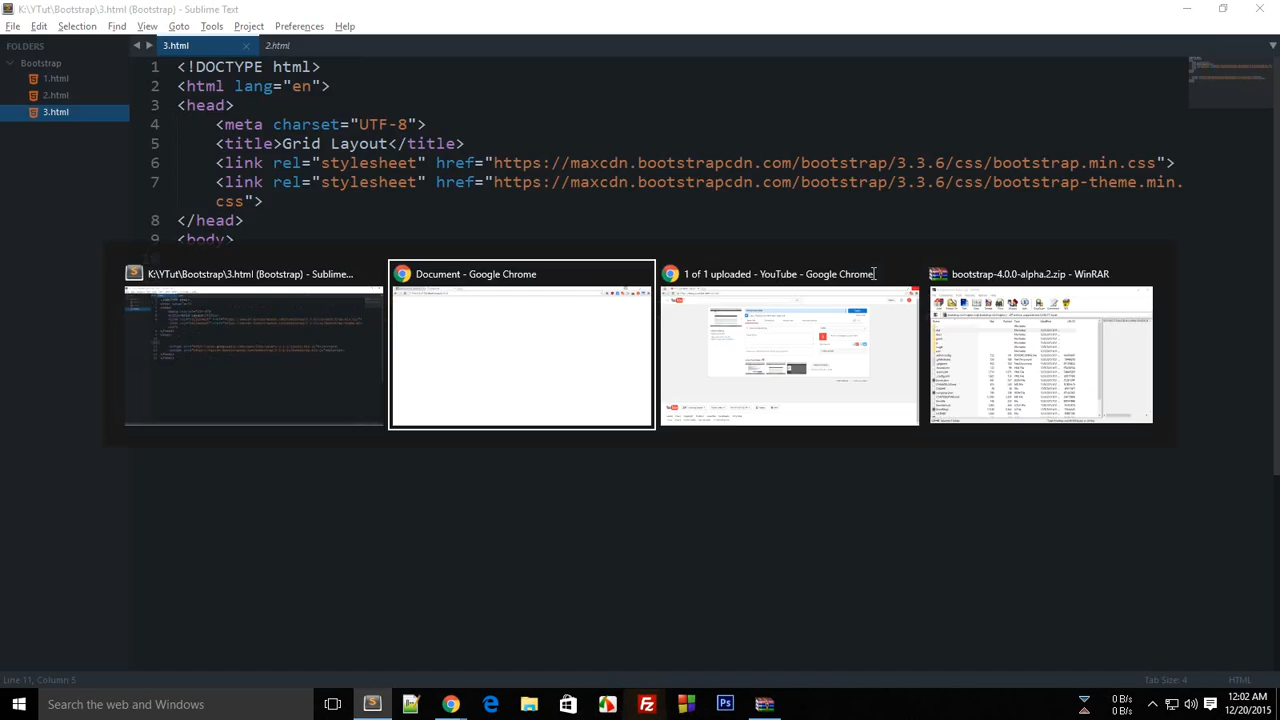 K:\YTut\Bootstrap\3.html (Bootstrap) - Sublime Text
File Edit Selection Find View Goto Tools Project Preferences Help
FOLDERS
Bootstrap
1.html
2.html
3.html
3.html 2.html
1 <!DOCTYPE html>
2 <html lang="en">
3 <head>
4 <meta charset="UTF-8">
5 <title>Grid Layout</title>
6 <link rel="stylesheet" href="https://maxcdn.bootstrapcdn.com/bootstrap/3.3.6/css/bootstrap.min.css">
7 <link rel="stylesheet" href="https://maxcdn.bootstrapcdn.com/bootstrap/3.3.6/css/bootstrap-theme.min.
css">
8 </head>
9 <body>
K:\YTut\Bootstrap\3.html (Bootstrap) - Sublime...
Document - Google Chrome
1 of 1 uploaded - YouTube - Google Chrome
bootstrap-4.0.0-alpha.2.zip - WinRAR
Line 11, Column 5
Tab Size: 4 HTML
Search the web and Windows
0 B/s
0 B/s
12:02 AM
12/20/2015